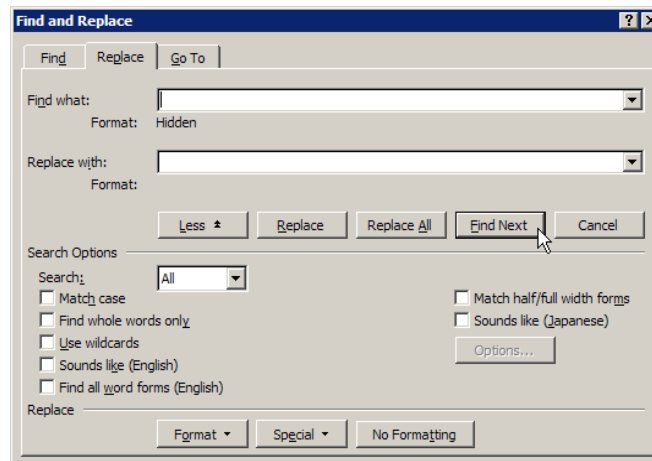 Find and Replace
Find Replace Go To
Find what:
Format: Hidden
Replace with:
Format:
Less Replace Replace All Find Next Cancel
Search Options
Search: All
Match case Match half/full width forms
Find whole words only Sounds like (Japanese)
Use wildcards Options...
Sounds like (English)
Find all word forms (English)
Replace
Format Special No Formatting